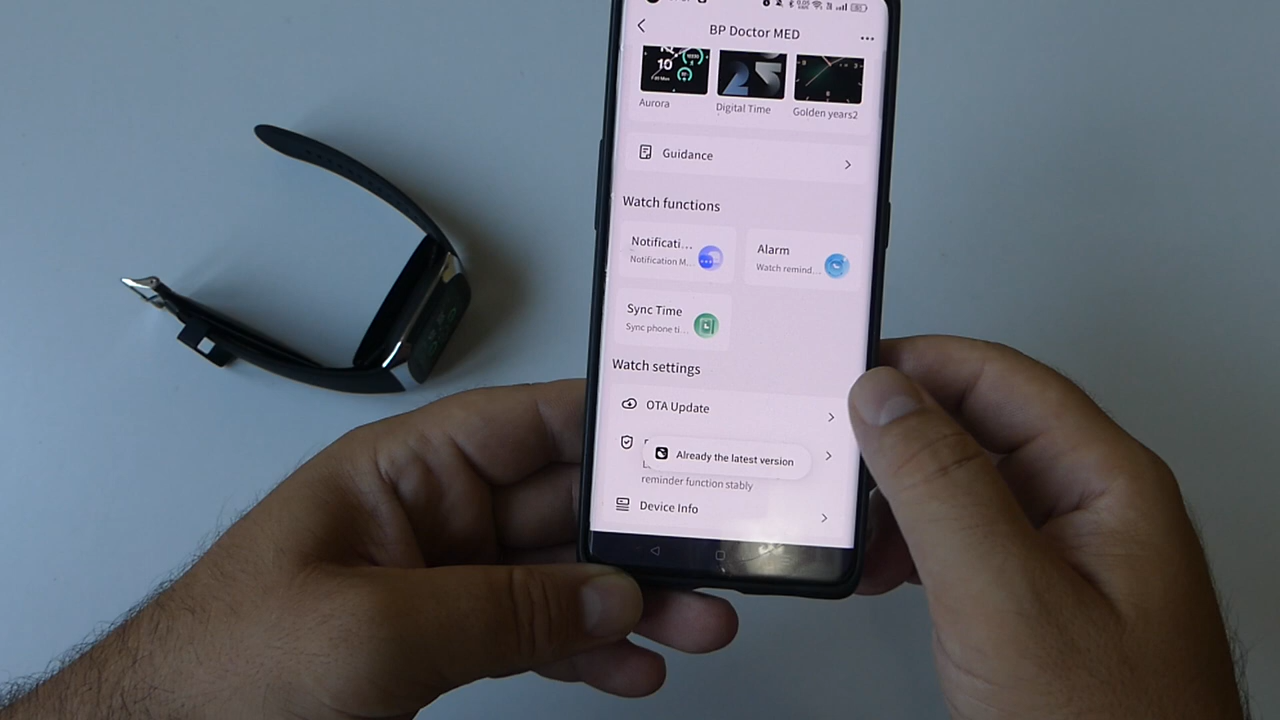 BP Doctor MED
10
Aurora
Digital Time
Golden years2
Guidance
Watch functions
Notificati...
Notification M...
Alarm
Watch remind...
Sync Time
Sync phone ti...
Watch settings
OTA Update
Already the latest version
reminder function stably
Device Info